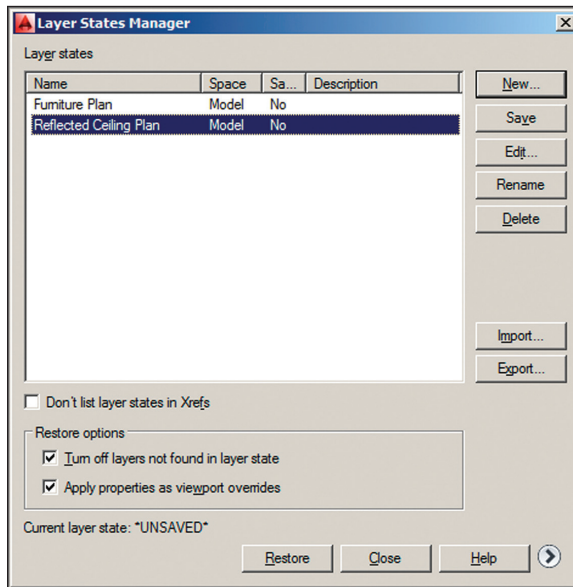 Layer States Manager
Layer states
Name Space Sa... Description
Furniture Plan Model No
Reflected Ceiling Plan Model No
New...
Save
Edit...
Rename
Delete
Import...
Export...
Don't list layer states in Xrefs
Restore options
Turn off layers not found in layer state
Apply properties as viewport overrides
Current layer state: *UNSAVED*
Restore Close Help